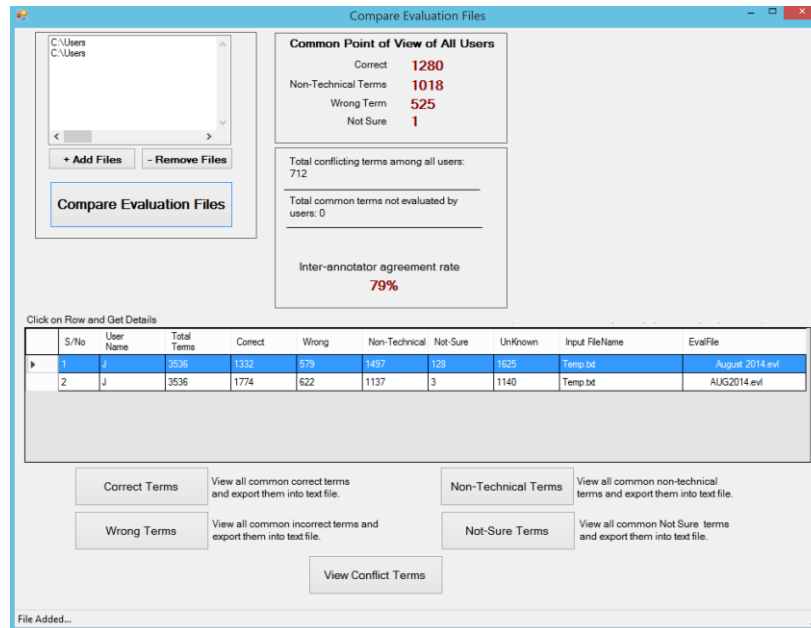 Compare Evaluation Files
C:\Users
C:\Users
+ Add Files
- Remove Files
Compare Evaluation Files
Common Point of View of All Users
Correct 1280
Non-Technical Terms 1018
Wrong Term 525
Not Sure 1
Total conflicting terms among all users:
712
Total common terms not evaluated by
users: 0
Inter-annotator agreement rate
79%
Click on Row and Get Details
S/No User Name Total Terms Correct Wrong Non-Technical Not-Sure UnKnown Input FileName EvalFile
1 J 3536 1332 579 1497 128 1625 Temp.txt August 2014.evl
2 J 3536 1774 622 1137 3 1140 Temp.txt AUG2014.evl
Correct Terms
View all common correct terms
and export them into text file.
Non-Technical Terms
View all common non-technical
terms and export them into text file.
Wrong Terms
View all common incorrect terms and
export them into text file.
Not-Sure Terms
View all common Not Sure terms
and export them into text file.
View Conflict Terms
File Added...